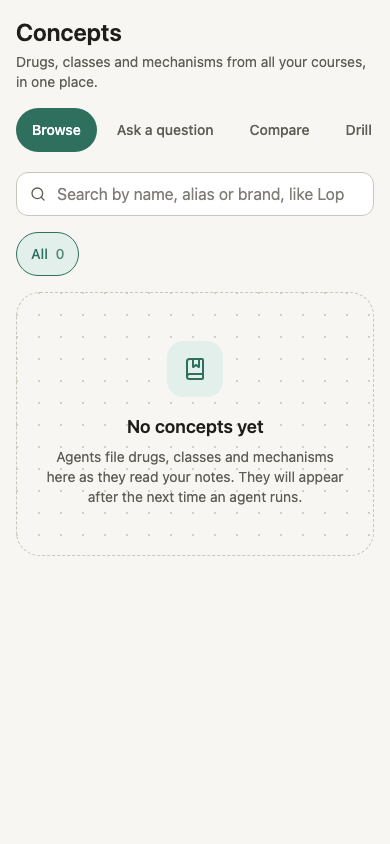 Concepts
Drugs, classes and mechanisms from all your courses,
in one place.
Browse Ask a question Compare Drill
Search by name, alias or brand, like Lop
All 0
No concepts yet
Agents file drugs, classes and mechanisms
here as they read your notes. They will appear
after the next time an agent runs.